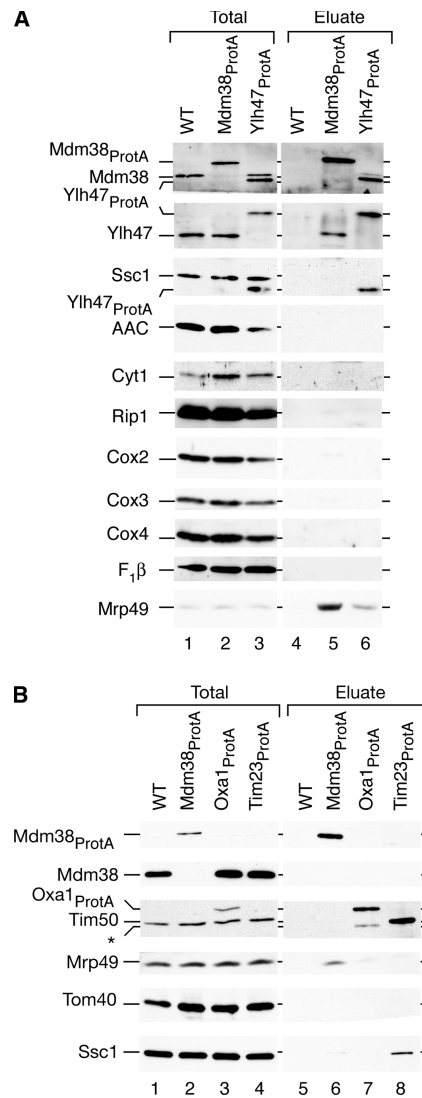 A
Total
Eluate
WT
Mdm38ProtA
Ylh47ProtA
WT
Mdm38ProtA
Ylh47ProtA
Mdm38ProtA
Mdm38
Ylh47ProtA
Ylh47
Ssc1
Ylh47ProtA
AAC
Cyt1
Rip1
Cox2
Cox3
Cox4
F1β
Mrp49
1 2 3 4 5 6
B
Total
Eluate
WT
Mdm38ProtA
Oxa1ProtA
Tim23ProtA
WT
Mdm38ProtA
Oxa1ProtA
Tim23ProtA
Mdm38ProtA
Mdm38
Oxa1ProtA
Tim50
*
Mrp49
Tom40
Ssc1
1 2 3 4 5 6 7 8